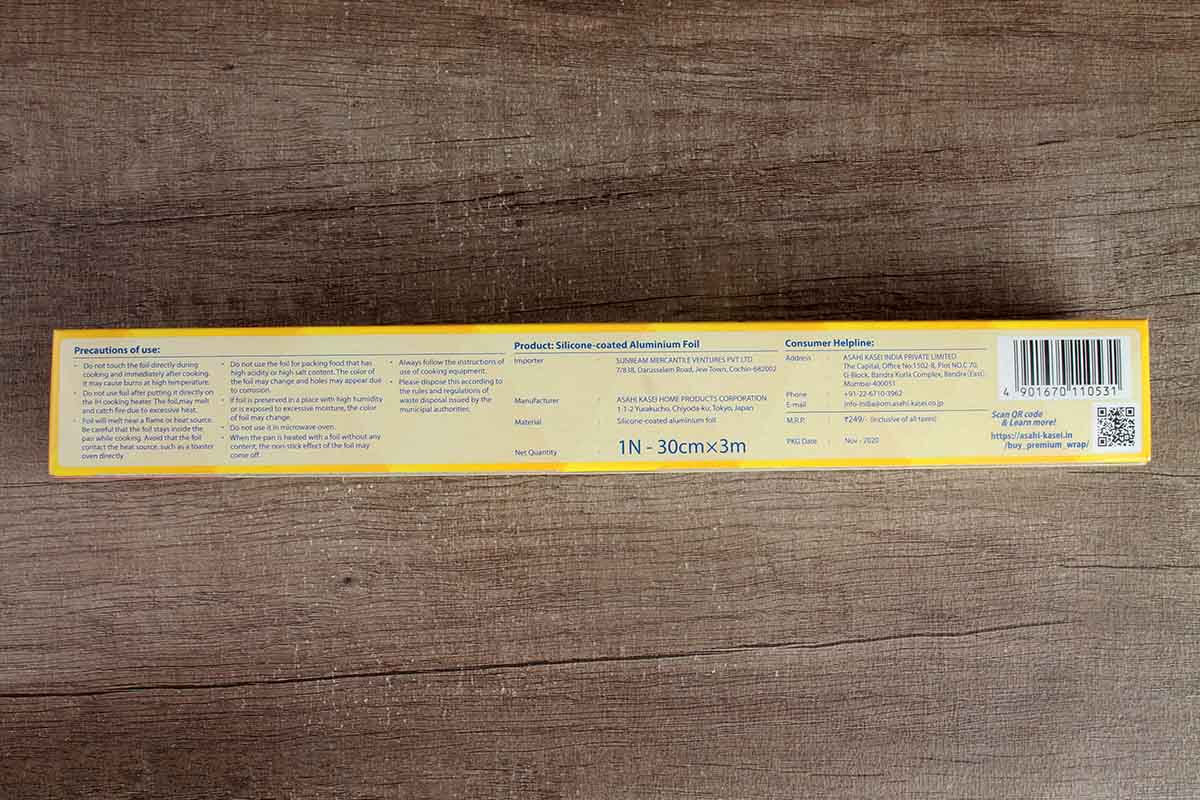 Precautions of use:
• Do not touch the foil directly during
cooking and immediately after cooking.
It may cause burns at high temperature.
• Do not use foil after putting it directly on
the IH cooking heater. The foil may melt
and catch fire due to excessive heat.
• Foil will melt near a flame or heat source.
Be careful that the foil stays inside the
pan while cooking. Avoid that the foil
contact the heat source, such as a toaster
oven directly.
• Do not use the foil for packing food that has
high acidity or high salt content. The color of
the foil may change and holes may appear due
to corrosion.
• If foil is preserved in a place with high humidity
or is exposed to excessive moisture, the color
of foil may change.
• Do not use it in microwave oven.
• When the pan is heated with a foil without any
content, the non-stick effect of the foil may
come off.
• Always follow the instructions of
use of cooking equipment.
• Please dispose this according to
the rules and regulations of
waste disposal issued by the
municipal authorities.
Product: Silicone-coated Aluminium Foil
Importer : SUNBEAM MERCANTILE VENTURES PVT LTD
7/818, Darusselam Road, Jew Town, Cochin-682002
Manufacturer : ASAHI KASEI HOME PRODUCTS CORPORATION
1-1-2 Yurakucho, Chiyoda-ku, Tokyo, Japan
Material : Silicone-coated aluminium foil
Net Quantity : 1N - 30cm×3m
Consumer Helpline:
Address : ASAHI KASEI INDIA PRIVATE LIMITED
The Capital, Office No.1502-B, Plot NO.C 70,
G-Block, Bandra Kurla Complex, Bandra (East),
Mumbai-400051
Phone : +91-22-6710-3962
E-mail : info-india@om.asahi-kasei.co.jp
M.R.P. : ₹249/- (inclusive of all taxes)
PKG Date : Nov - 2020
4 901670 110531
Scan QR code
& Learn more!
https://asahi-kasei.in
/buy_premium_wrap/